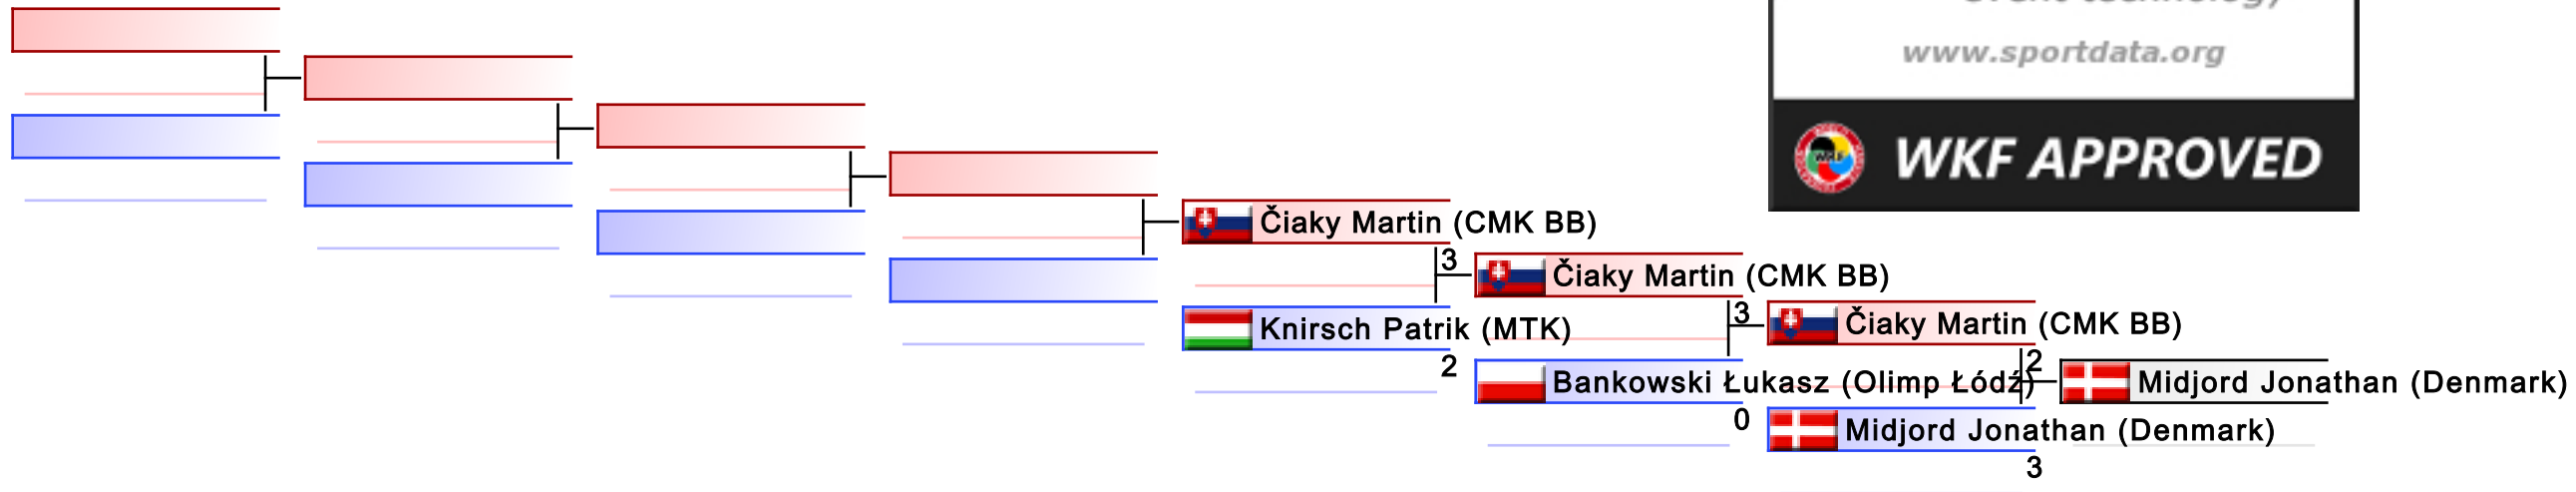 www.sportdata.org
WKF APPROVED
Čiaky Martin (CMK BB)
3
Čiaky Martin (CMK BB)
Knirsch Patrik (MTK)
2
3
Čiaky Martin (CMK BB)
Bankowski Łukasz (Olimp Łódź)
0
2
Midjord Jonathan (Denmark)
Midjord Jonathan (Denmark)
3